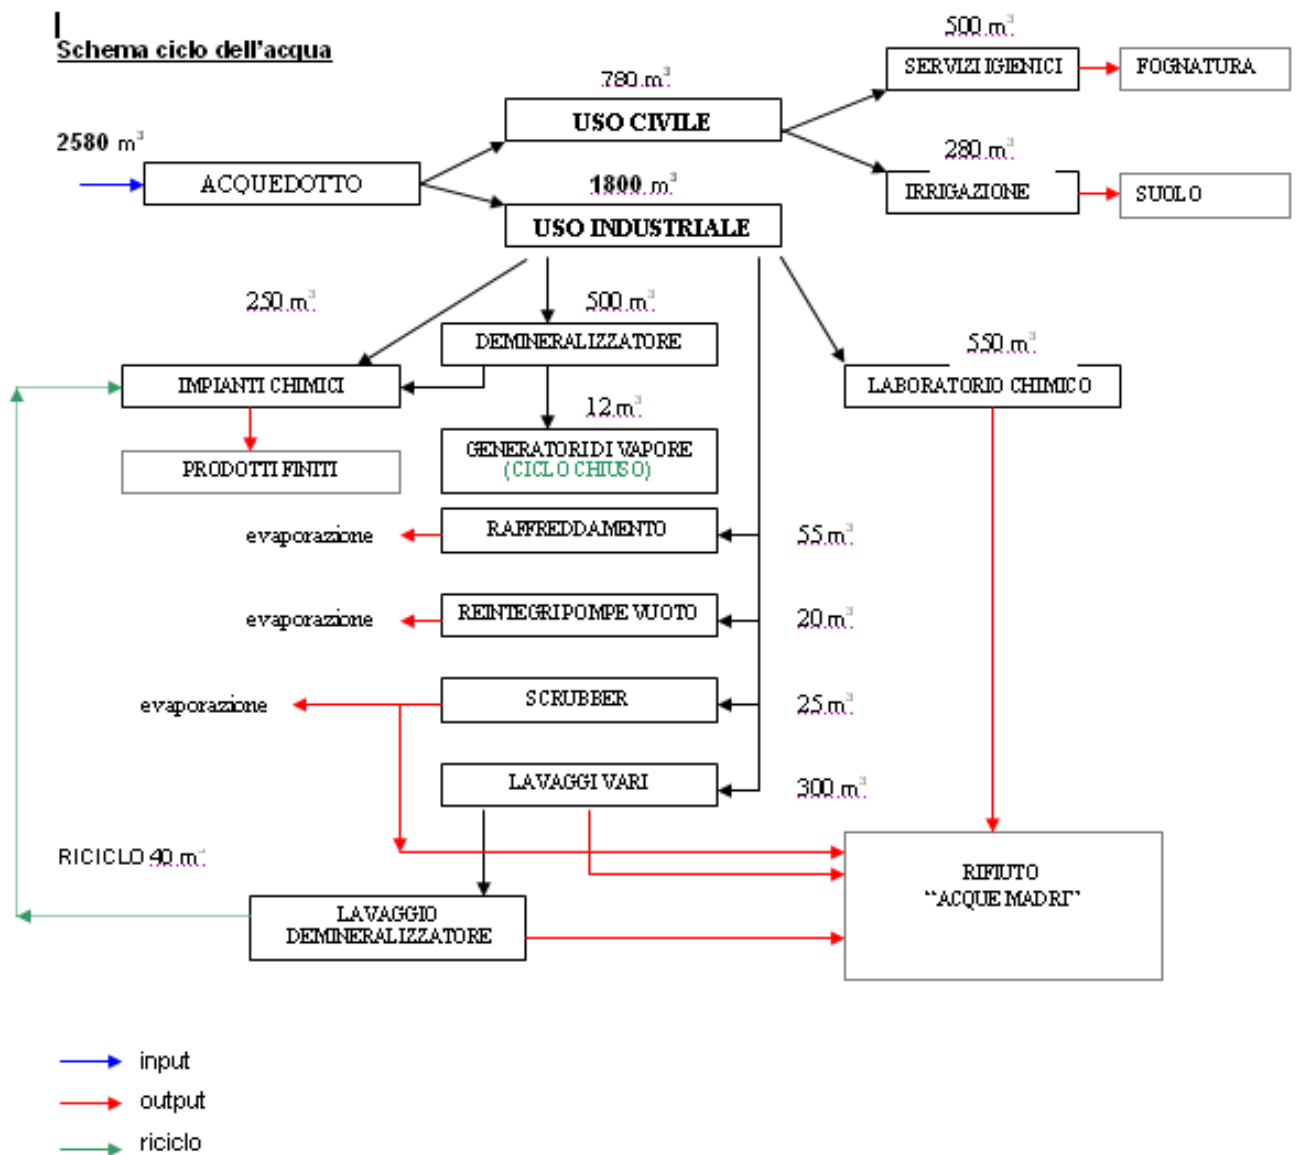 Schema ciclo dell'acqua
500 m³
SERVIZI IGIENICI
FOGNATURA
780 m³
USO CIVILE
2580 m³
ACQUEDOTTO
280 m³
IRRIGAZIONE
SUOLO
1800 m³
USO INDUSTRIALE
250 m³
500 m³
DEMINERALIZZATORE
550 m³
IMPIANTI CHIMICI
LABORATORIO CHIMICO
12 m³
PRODOTTI FINITI
GENERATORI DI VAPORE
(CICLO CHIUSO)
evaporazione
RAFFREDDAMENTO
55 m³
evaporazione
REINTEGRI POMPE VUOTO
20 m³
evaporazione
SCRUBBER
25 m³
LAVAGGI VARI
300 m³
RICICLO 40 m³
RIFIUTO
"ACQUE MADRI"
LAVAGGIO
DEMINERALIZZATORE
input
output
riciclo